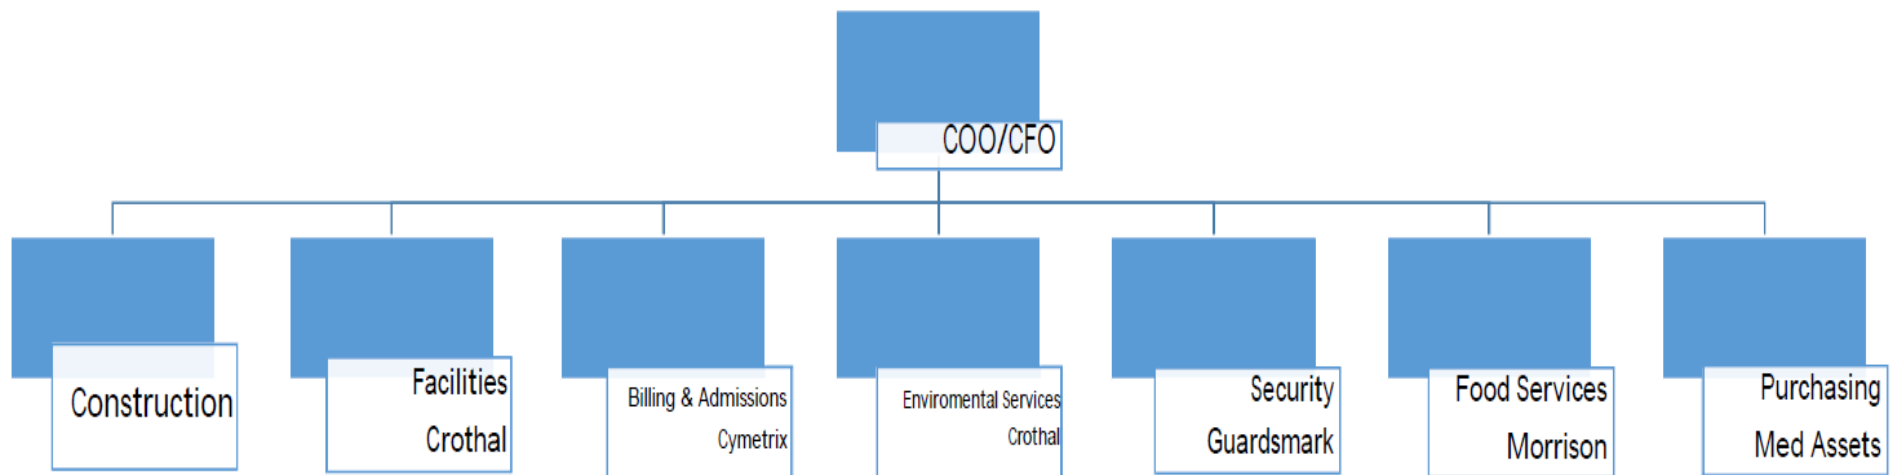 COO/CFO
Construction
Facilities
Crothal
Billing & Admissions
Cymetrix
Enviromental Services
Crothal
Security
Guardsmark
Food Services
Morrison
Purchasing
Med Assets